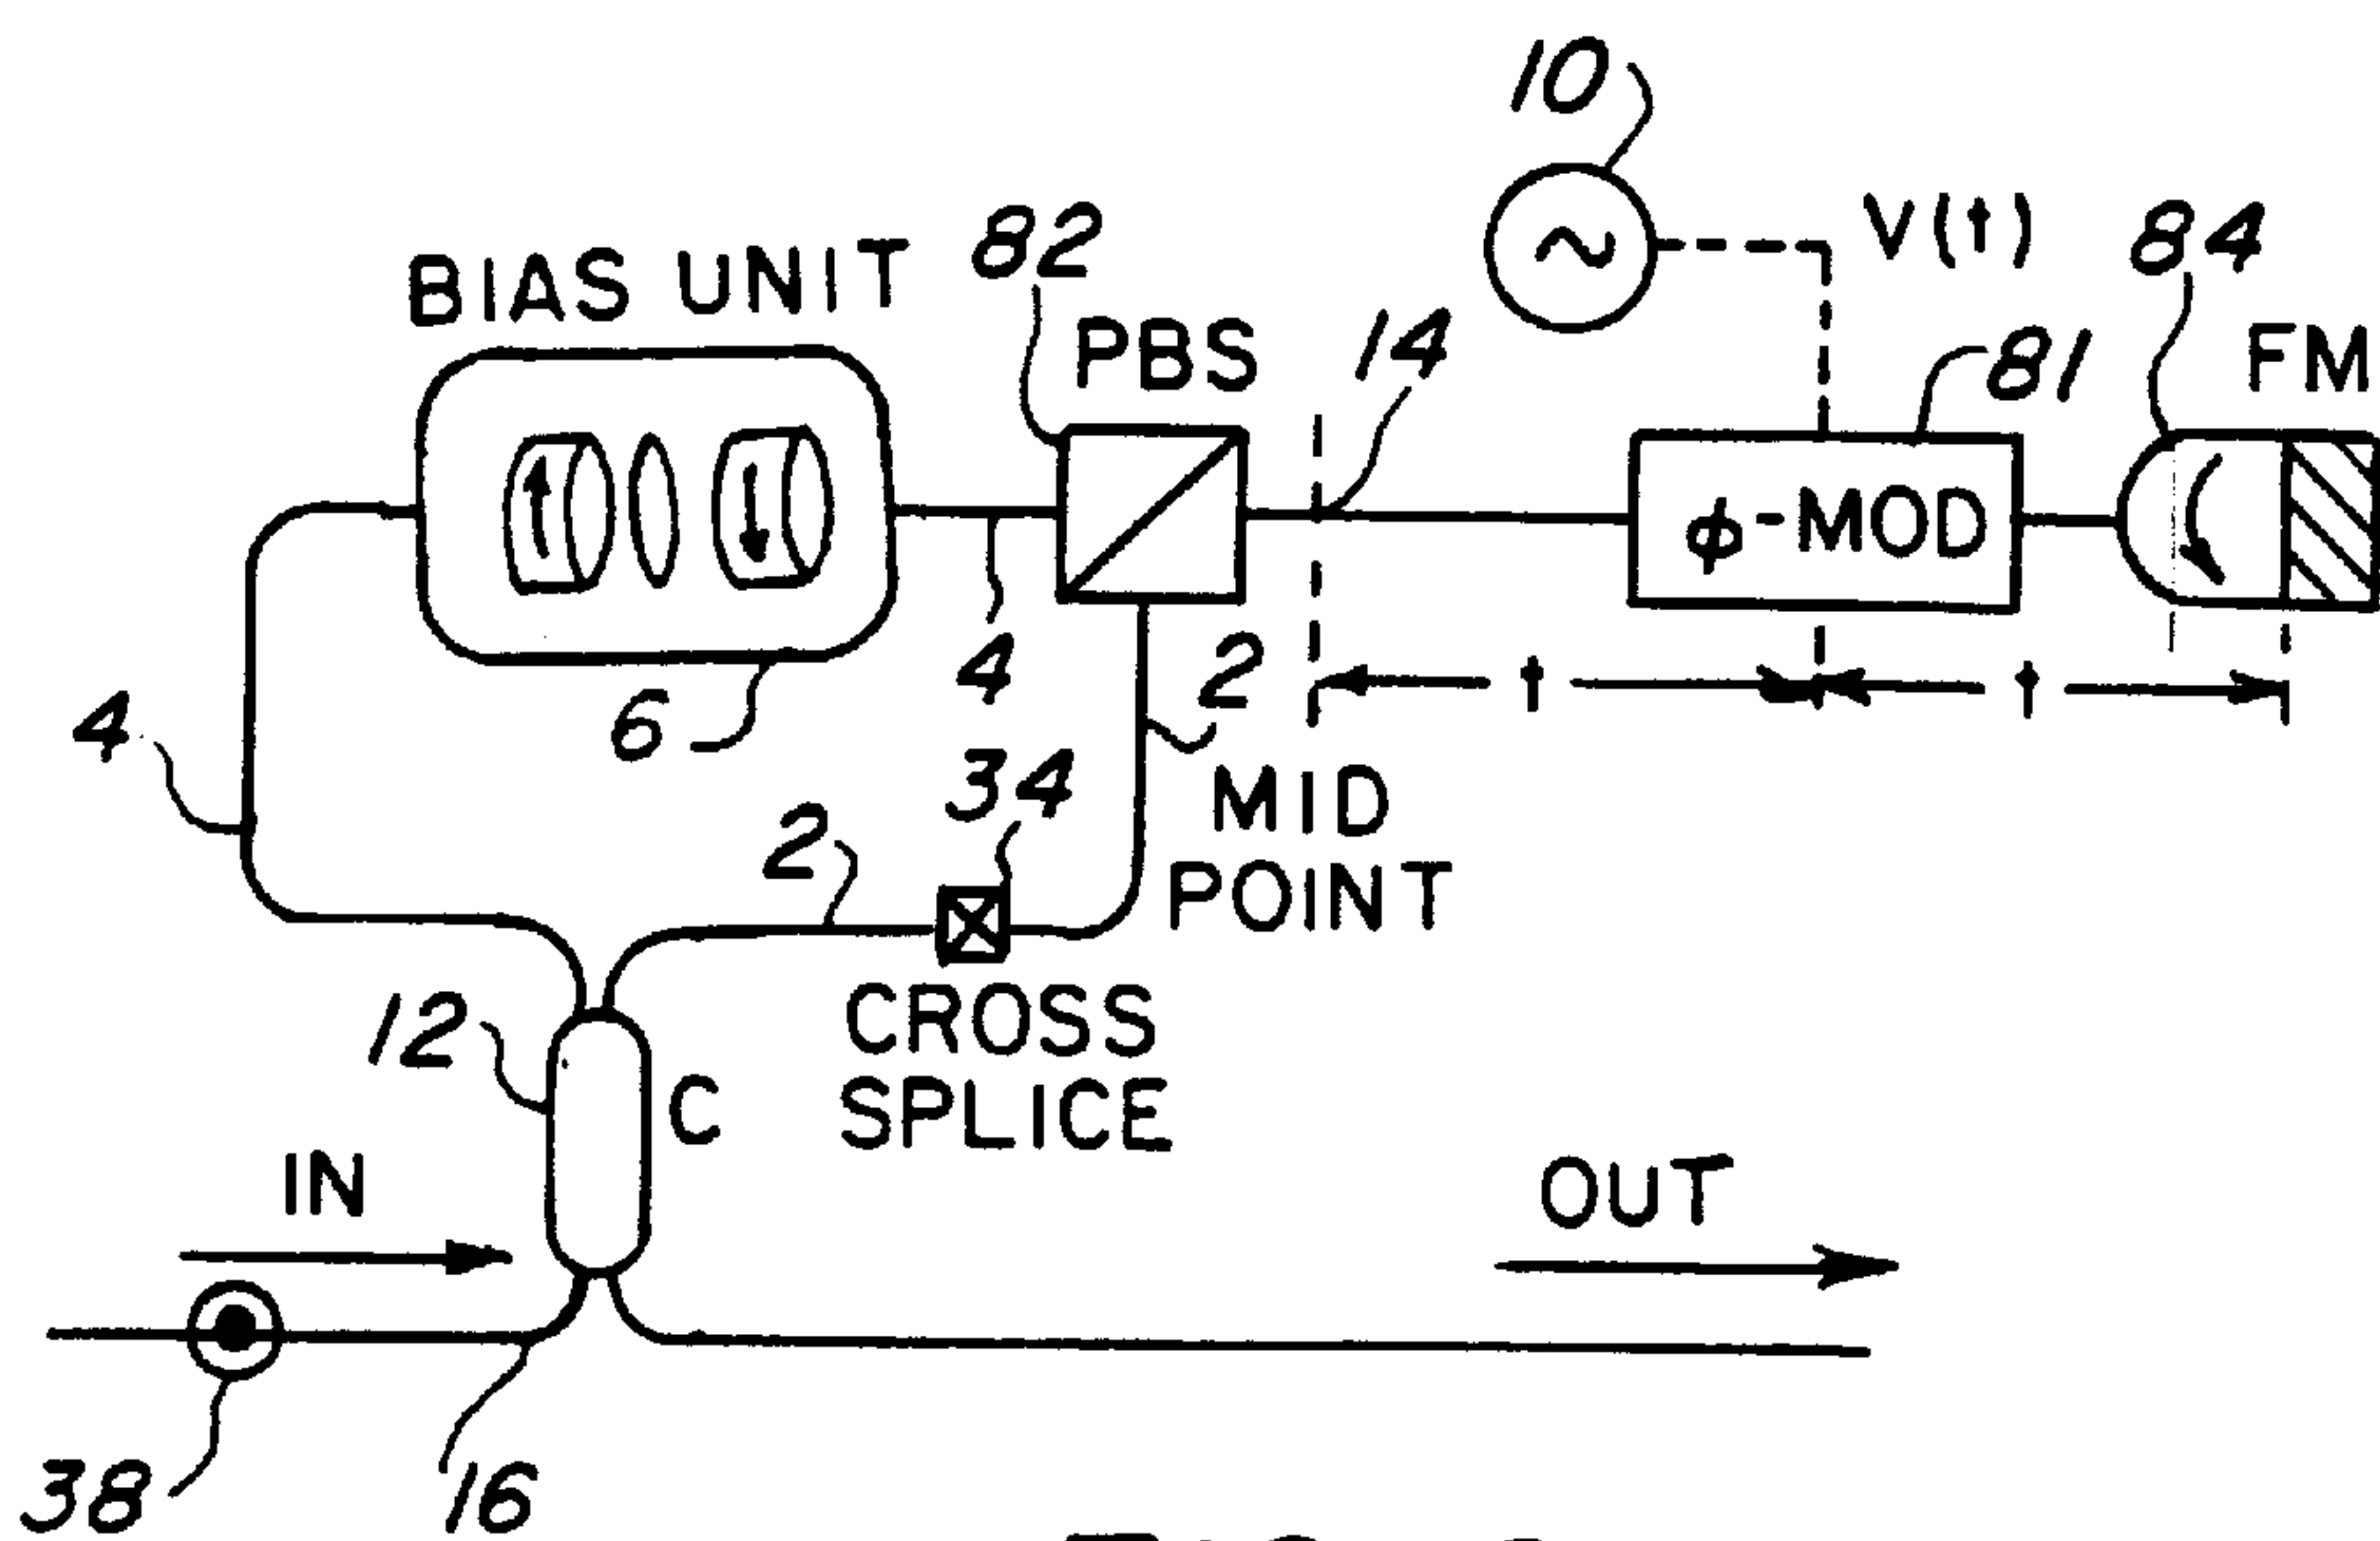 10
V(t)
84
82
BIAS UNIT
PBS
14
81
FM
ϕ-MOD
4
2
t
t
6
4
34
MID
POINT
2
12
CROSS
SPLICE
C
IN
OUT
38
16